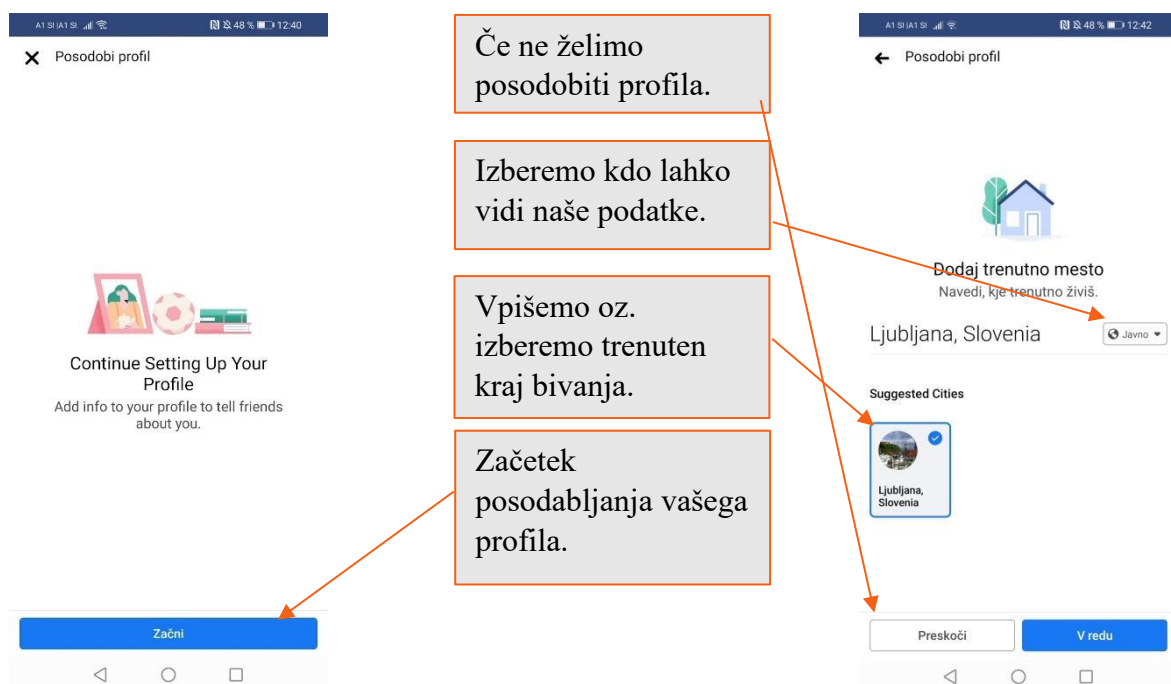 A1 SI |A1 SI 48 % 12:40
Posodobi profil
Continue Setting Up Your
Profile
Add info to your profile to tell friends
about you.
Začni
Če ne želimo
posodobiti profila.
Izberemo kdo lahko
vidi naše podatke.
Vpišemo oz.
izberemo trenuten
kraj bivanja.
Začetek
posodabljanja vašega
profila.
A1 SI |A1 SI 48 % 12:42
Posodobi profil
Dodaj trenutno mesto
Navedi, kje trenutno živiš.
Ljubljana, Slovenia
Javno
Suggested Cities
Ljubljana,
Slovenia
Preskoči
V redu